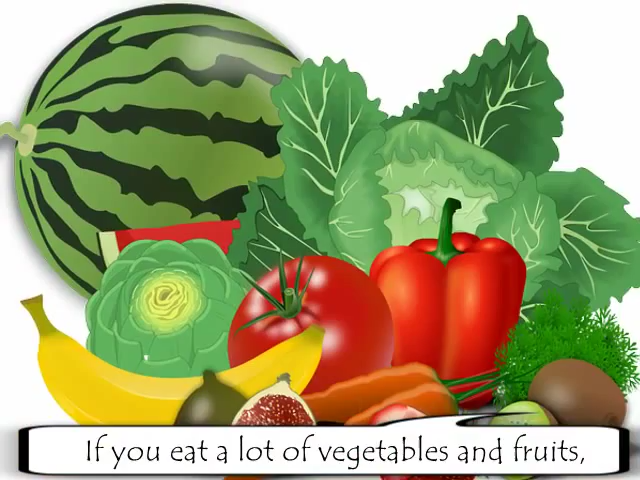 If you eat a lot of vegetables and fruits,